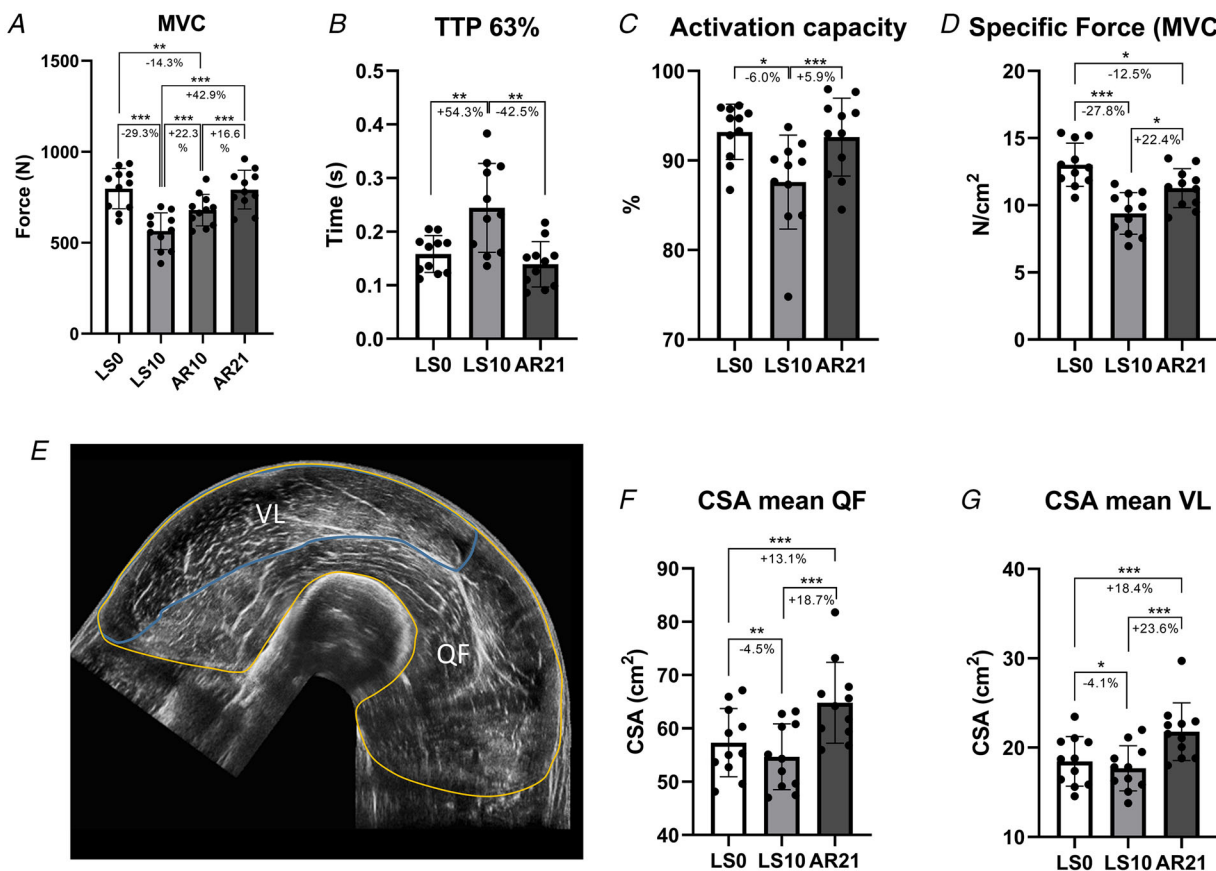 A
MVC
**
-14.3%
***
+42.9%
***
***
***
-29.3%
+22.3
%
+16.6
%
1500
1000
500
0
Force (N)
LS0
LS10
AR10
AR21
B
TTP 63%
**
**
+54.3%
-42.5%
0.5
0.4
0.3
0.2
0.1
0.0
Time (s)
LS0
LS10
AR21
C
Activation capacity
*
***
-6.0%
+5.9%
100
90
80
70
%
LS0
LS10
AR21
D
Specific Force (MVC
*
-12.5%
***
-27.8%
*
+22.4%
20
15
10
5
0
N/cm²
LS0
LS10
AR21
E
VL
QF
F
CSA mean QF
***
+13.1%
***
+18.7%
**
-4.5%
90
80
70
60
50
40
CSA (cm²)
LS0
LS10
AR21
G
CSA mean VL
***
+18.4%
***
+23.6%
*
-4.1%
40
30
20
10
CSA (cm²)
LS0
LS10
AR21